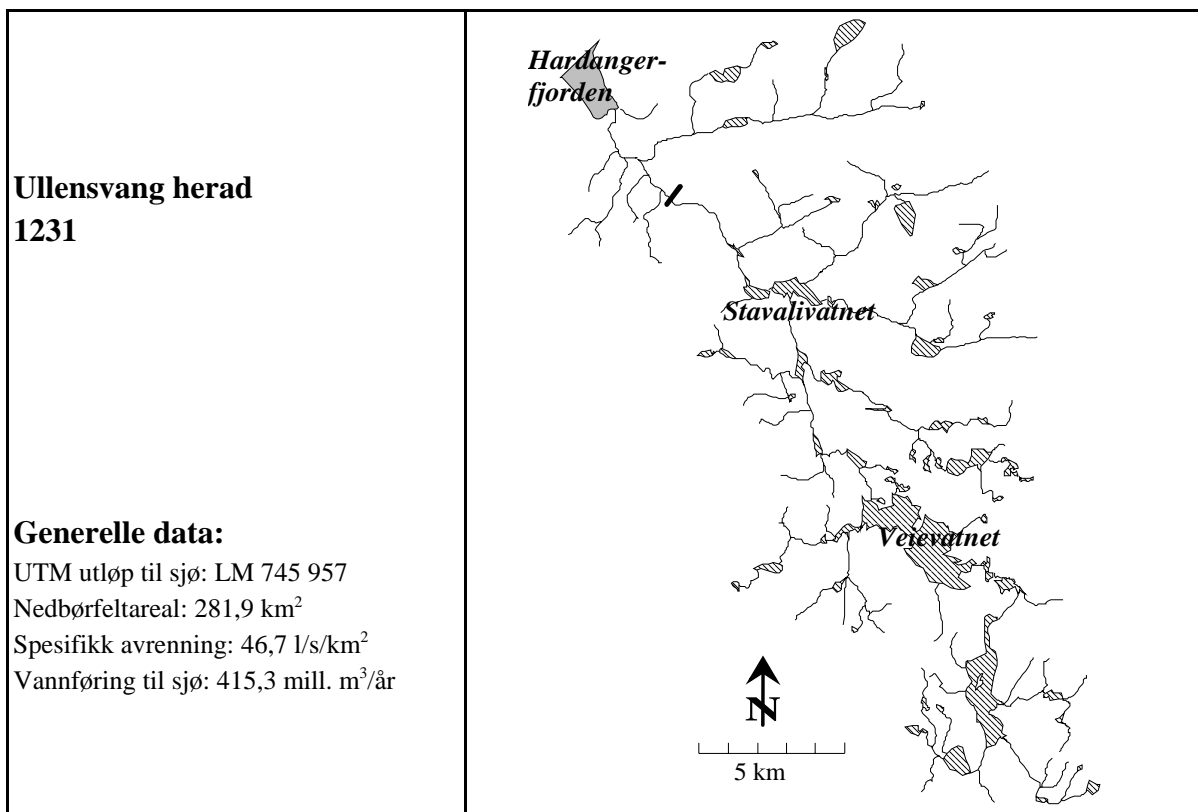 Ullensvang herad
1231
Generelle data:
UTM utløp til sjø: LM 745 957
Nedbørfeltareal: 281,9 km²
Spesifikk avrenning: 46,7 l/s/km²
Vannføring til sjø: 415,3 mill. m³/år
Hardanger-
fjorden
Stavalivatnet
Veievatnet
N
5 km